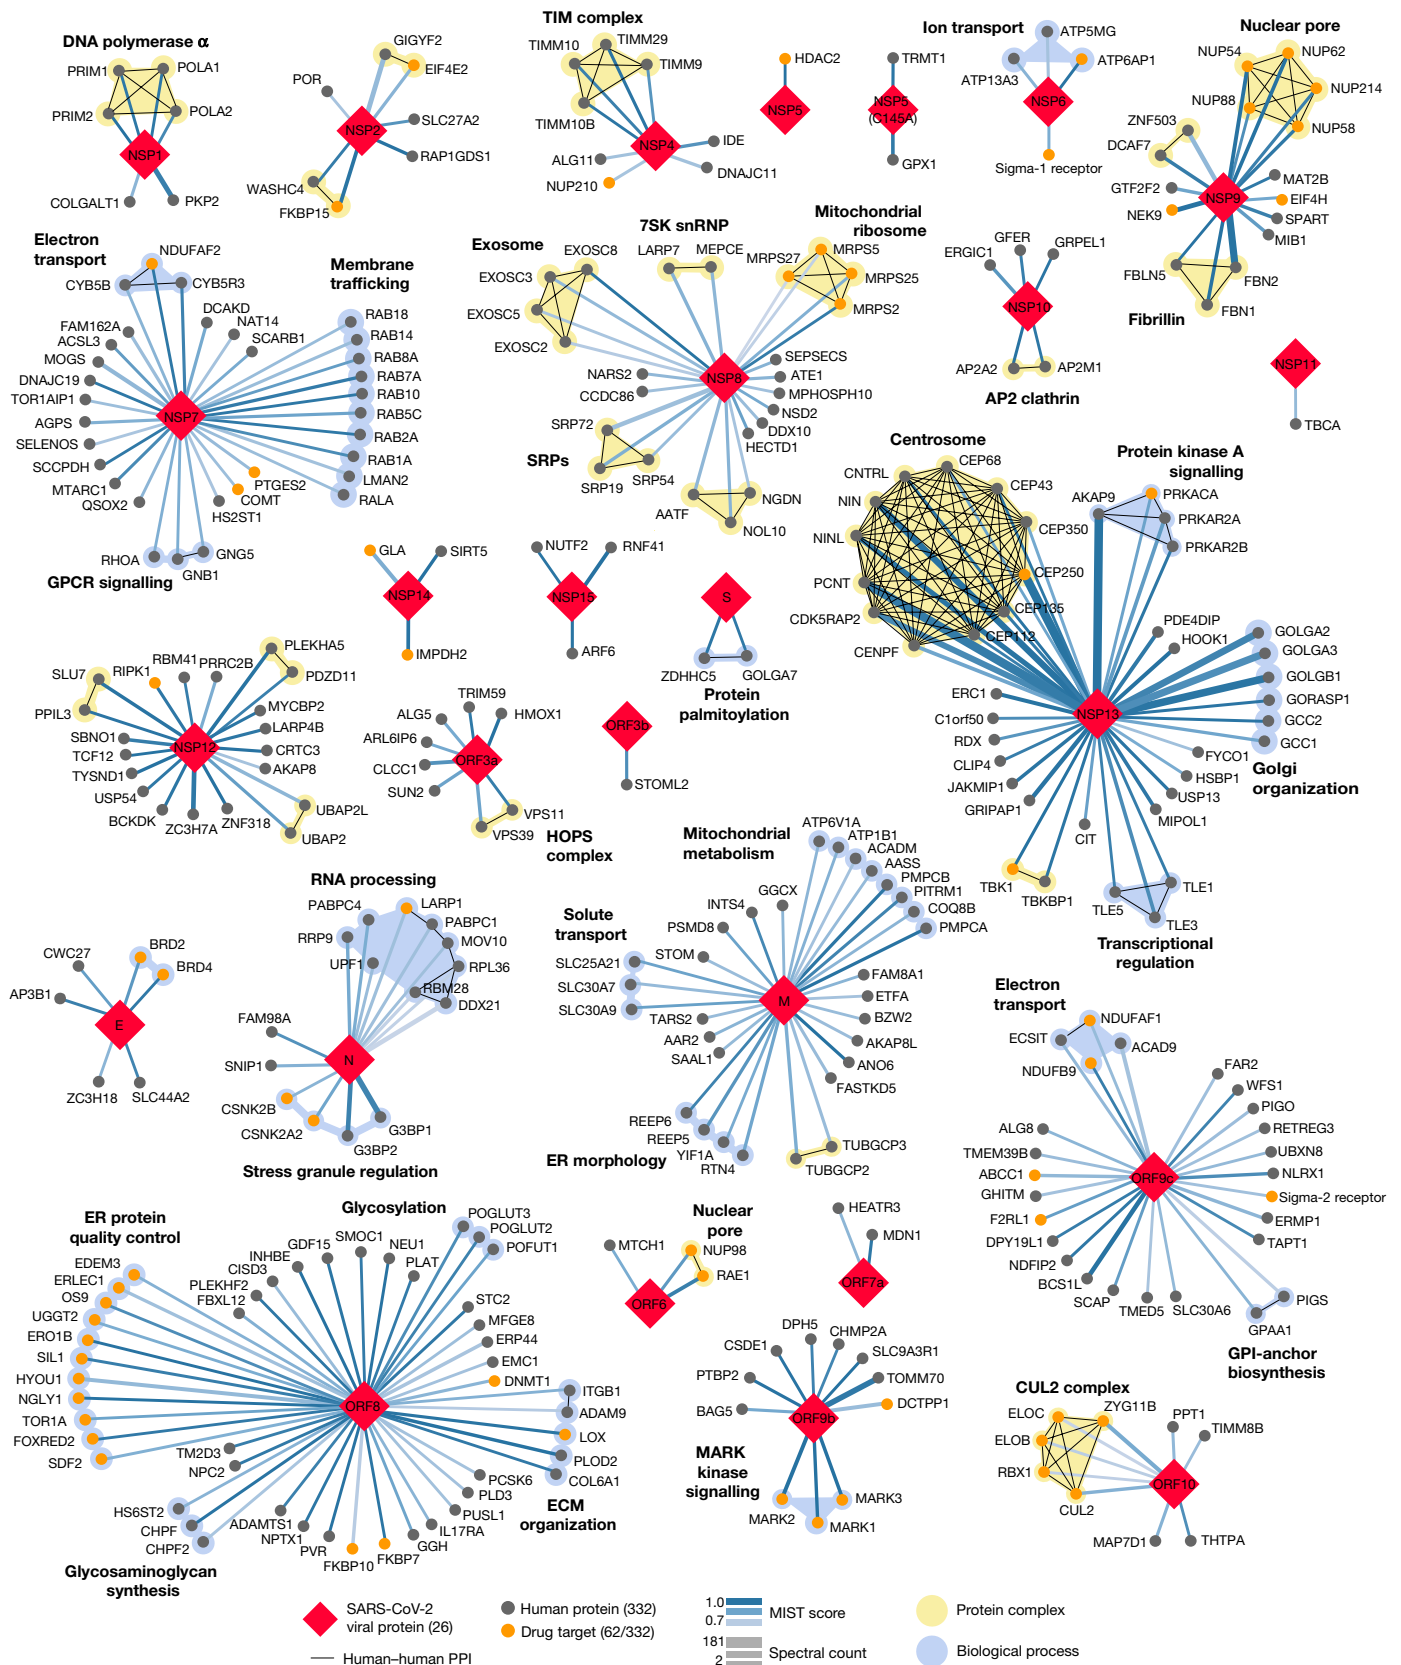 DNA polymerase α
PRIM1
POLA1
PRIM2
POLA2
NSP1
COLGALT1
PKP2
GIGYF2
EIF4E2
POR
NSP2
SLC27A2
RAP1GDS1
WASHC4
FKBP15
TIM complex
TIMM10
TIMM29
TIMM9
TIMM10B
NSP4
ALG11
NUP210
IDE
DNAJC11
HDAC2
NSP5
TRMT1
NSP5
(C145A)
GPX1
Ion transport
ATP5MG
ATP13A3
ATP6AP1
NSP6
Sigma-1 receptor
Nuclear pore
NUP54
NUP62
NUP214
NUP88
NUP58
ZNF503
DCAF7
GTF2F2
NEK9
NSP9
MAT2B
EIF4H
SPART
MIB1
FBLN5
FBN2
FBN1
Fibrillin
Electron
transport
NDUFAF2
CYB5B
CYB5R3
Membrane
trafficking
DCAKD
NAT14
SCARB1
FAM162A
ACSL3
MOGS
DNAJC19
TOR1AIP1
AGPS
SELENOS
SCCPDH
MTARC1
QSOX2
NSP7
RAB18
RAB14
RAB8A
RAB7A
RAB10
RAB5C
RAB2A
RAB1A
LMAN2
RALA
PTGES2
COMT
HS2ST1
RHOA
GNB1
GNG5
GPCR signalling
Exosome
EXOSC8
EXOSC3
EXOSC5
EXOSC2
7SK snRNP
LARP7
MEPCE
Mitochondrial
ribosome
MRPS5
MRPS27
MRPS25
MRPS2
NSP8
NARS2
CCDC86
SEPSECS
ATE1
MPHOSPH10
NSD2
DDX10
HECTD1
SRP72
SRPs
SRP19
SRP54
AATF
NGDN
NOL10
ERGIC1
GFER
GRPEL1
NSP10
AP2A2
AP2M1
AP2 clathrin
NSP11
TBCA
Centrosome
CNTRL
CEP68
CEP43
NIN
CEP350
NINL
CEP250
PCNT
CEP135
CDK5RAP2
CEP112
CENPF
Protein kinase A
signalling
AKAP9
PRKACA
PRKAR2A
PRKAR2B
PDE4DIP
HOOK1
GOLGA2
GOLGA3
GOLGB1
GORASP1
GCC2
GCC1
Golgi
organization
NSP13
ERC1
C1orf50
RDX
CLIP4
JAKMIP1
GRIPAP1
CIT
FYCO1
HSBP1
USP13
MIPOL1
TBK1
TBKBP1
TLE5
TLE1
TLE3
Transcriptional
regulation
GLA
SIRT5
NSP14
IMPDH2
NUTF2
RNF41
NSP15
ARF6
S
ZDHHC5
GOLGA7
Protein
palmitoylation
SLU7
RIPK1
RBM41
PRRC2B
PLEKHA5
PDZD11
PPIL3
NSP12
SBNO1
TCF12
TYSND1
USP54
BCKDK
ZC3H7A
ZNF318
MYCBP2
LARP4B
CRTC3
AKAP8
UBAP2L
UBAP2
TRIM59
ALG5
HMOX1
ARL6IP6
CLCC1
SUN2
ORF3a
VPS11
VPS39
HOPS
complex
ORF3b
STOML2
CWC27
BRD2
BRD4
AP3B1
E
ZC3H18
SLC44A2
RNA processing
PABPC4
LARP1
PABPC1
RRP9
MOV10
UPF1
RPL36
RBM28
DDX21
FAM98A
SNIP1
N
CSNK2B
CSNK2A2
G3BP1
G3BP2
Stress granule regulation
Mitochondrial
metabolism
ATP6V1A
ATP1B1
ACADM
AASS
PMPCB
PITRM1
COQ8B
PMPCA
GGCX
INTS4
PSMD8
STOM
Solute
transport
SLC25A21
SLC30A7
SLC30A9
M
TARS2
AAR2
SAAL1
FAM8A1
ETFA
BZW2
AKAP8L
ANO6
FASTKD5
REEP6
REEP5
YIF1A
RTN4
ER morphology
TUBGCP3
TUBGCP2
Electron
transport
NDUFAF1
ECSIT
ACAD9
NDUFB9
FAR2
WFS1
PIGO
RETREG3
UBXN8
NLRX1
Sigma-2 receptor
ERMP1
TAPT1
ALG8
TMEM39B
ABCC1
GHITM
F2RL1
DPY19L1
NDFIP2
BCS1L
SCAP
TMED5
SLC30A6
ORF9c
PIGS
GPAA1
GPI-anchor
biosynthesis
ER protein
quality control
EDEM3
ERLEC1
OS9
UGGT2
ERO1B
SIL1
HYOU1
NGLY1
TOR1A
FOXRED2
SDF2
Glycosylation
POGLUT3
POGLUT2
POFUT1
SMOC1
GDF15
NEU1
INHBE
PLAT
CISD3
PLEKHF2
FBXL12
STC2
MFGE8
ERP44
EMC1
DNMT1
ORF8
ITGB1
ADAM9
LOX
PLOD2
COL6A1
ECM
organization
TM2D3
NPC2
PCSK6
PLD3
PUSL1
IL17RA
GGH
FKBP7
FKBP10
PVR
NPTX1
ADAMTS1
HS6ST2
CHPF
CHPF2
Glycosaminoglycan
synthesis
Nuclear
pore
MTCH1
NUP98
RAE1
ORF6
HEATR3
MDN1
ORF7a
DPH5
CSDE1
CHMP2A
SLC9A3R1
PTBP2
TOMM70
BAG5
DCTPP1
ORF9b
MARK
kinase
signalling
MARK2
MARK3
MARK1
CUL2 complex
ELOC
ZYG11B
ELOB
RBX1
CUL2
PPT1
TIMM8B
ORF10
MAP7D1
THTPA
SARS-CoV-2
viral protein (26)
Human–human PPI
Human protein (332)
Drug target (62/332)
1.0
0.7
MIST score
181
2
Spectral count
Protein complex
Biological process